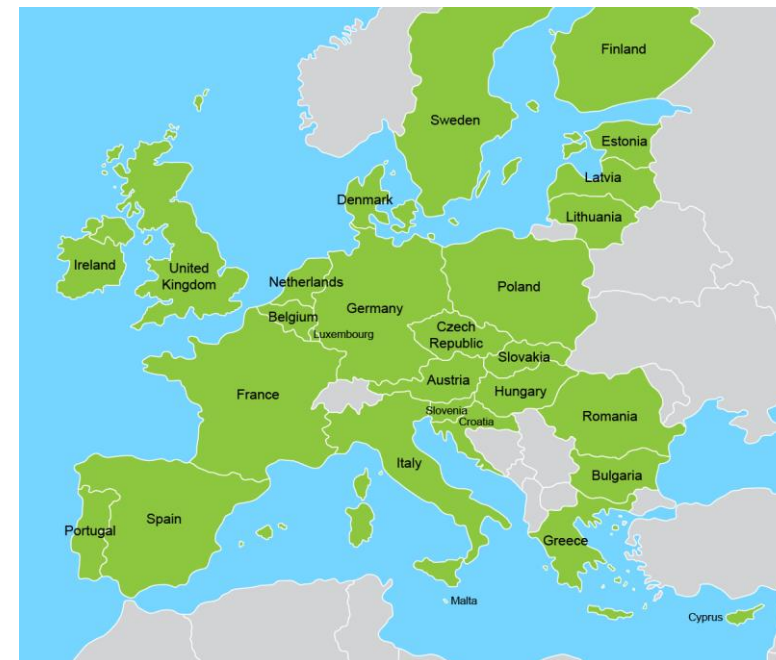 Finland
Sweden
Estonia
Latvia
Denmark
Lithuania
Ireland
United
Kingdom
Netherlands
Poland
Germany
Belgium
Luxembourg
Czech
Republic
Slovakia
Austria
Hungary
France
Slovenia
Croatia
Romania
Italy
Bulgaria
Spain
Portugal
Greece
Malta
Cyprus